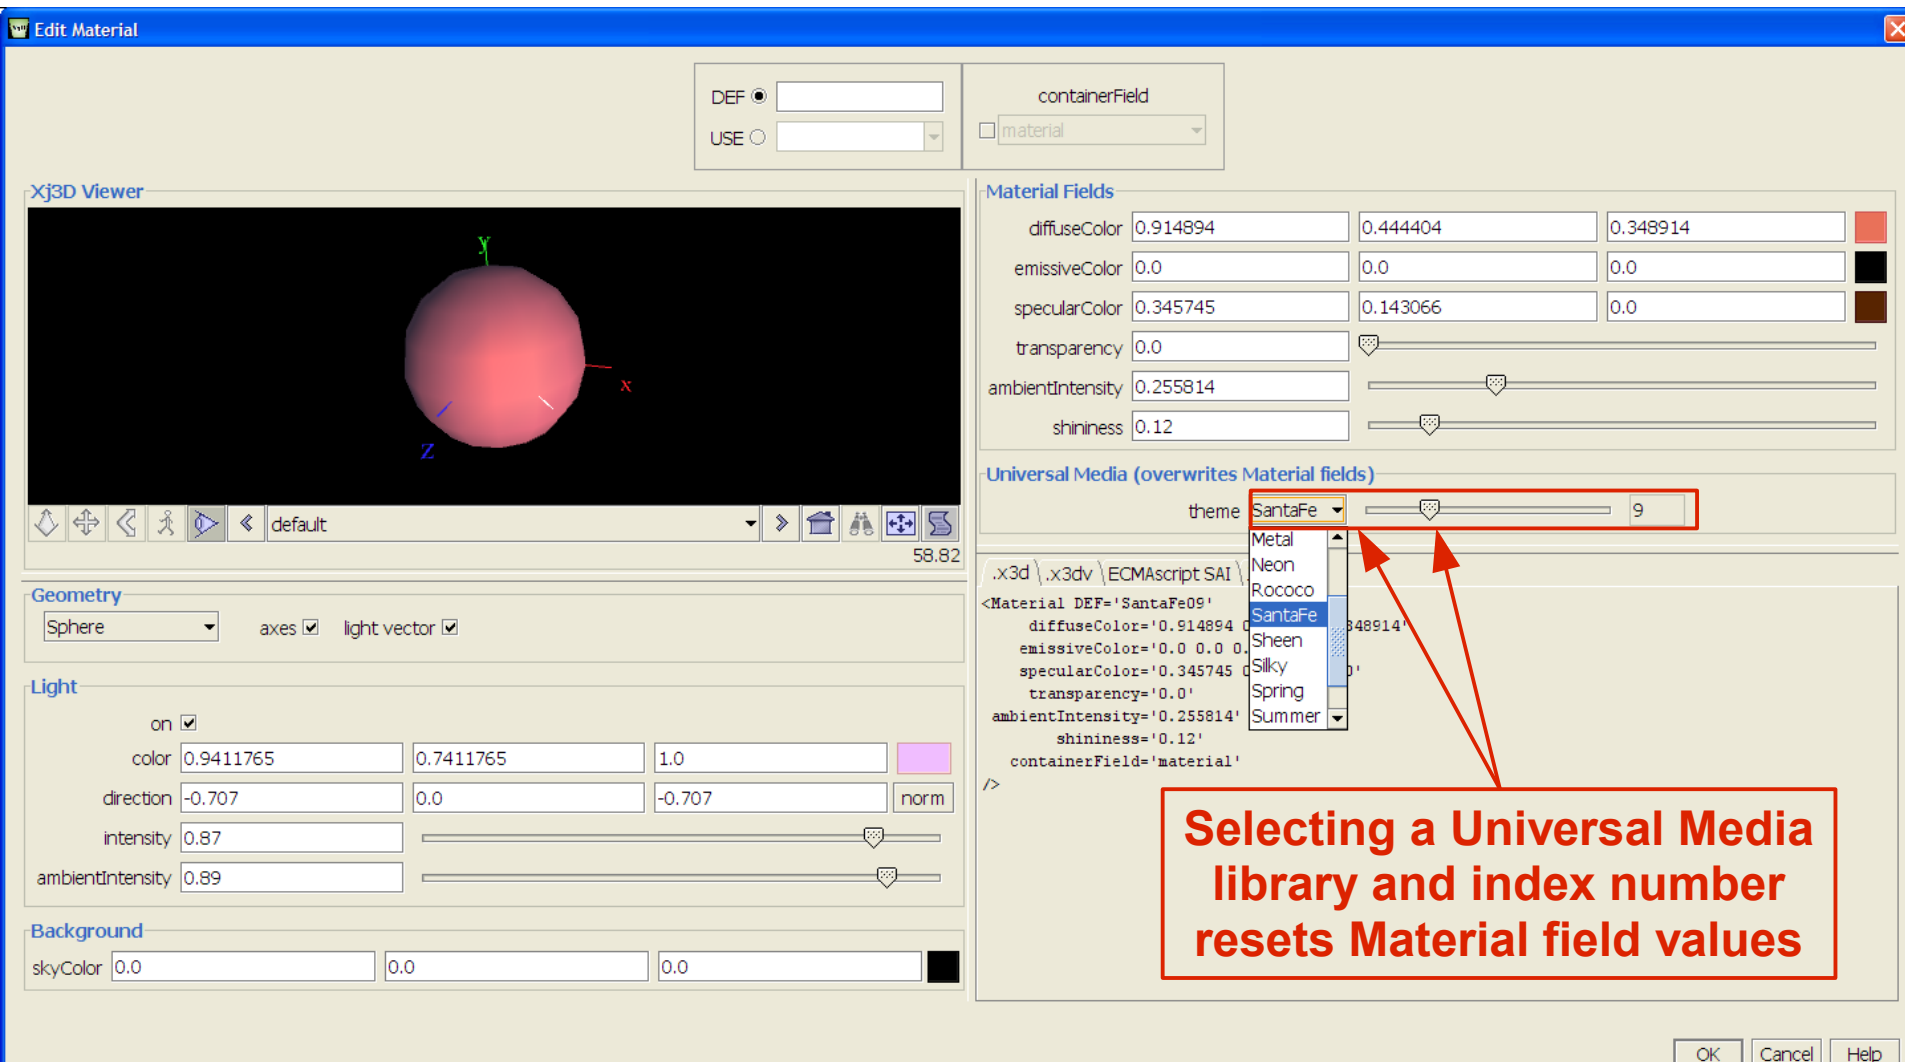 Edit Material
DEF
USE
containerField
material
Xj3D Viewer
y
x
Z
default
58.82
Geometry
Sphere
axes
light vector
Light
on
color 0.9411765 0.7411765 1.0
direction -0.707 0.0 -0.707 norm
intensity 0.87
ambientIntensity 0.89
Background
skyColor 0.0 0.0 0.0
Material Fields
diffuseColor 0.914894 0.444404 0.348914
emissiveColor 0.0 0.0 0.0
specularColor 0.345745 0.143066 0.0
transparency 0.0
ambientIntensity 0.255814
shininess 0.12
Universal Media (overwrites Material fields)
theme SantaFe 9
Metal
Neon
Rococo
SantaFe
Sheen
Silky
Spring
Summer
.x3d .x3dv ECMAscript SAI
<Material DEF='SantaFe09'
diffuseColor='0.914894 348914'
emissiveColor='0.0 0.0 0.
specularColor='0.345745
transparency='0.0'
ambientIntensity='0.255814'
shininess='0.12'
containerField='material'
/>
Selecting a Universal Media
library and index number
resets Material field values
OK Cancel Help